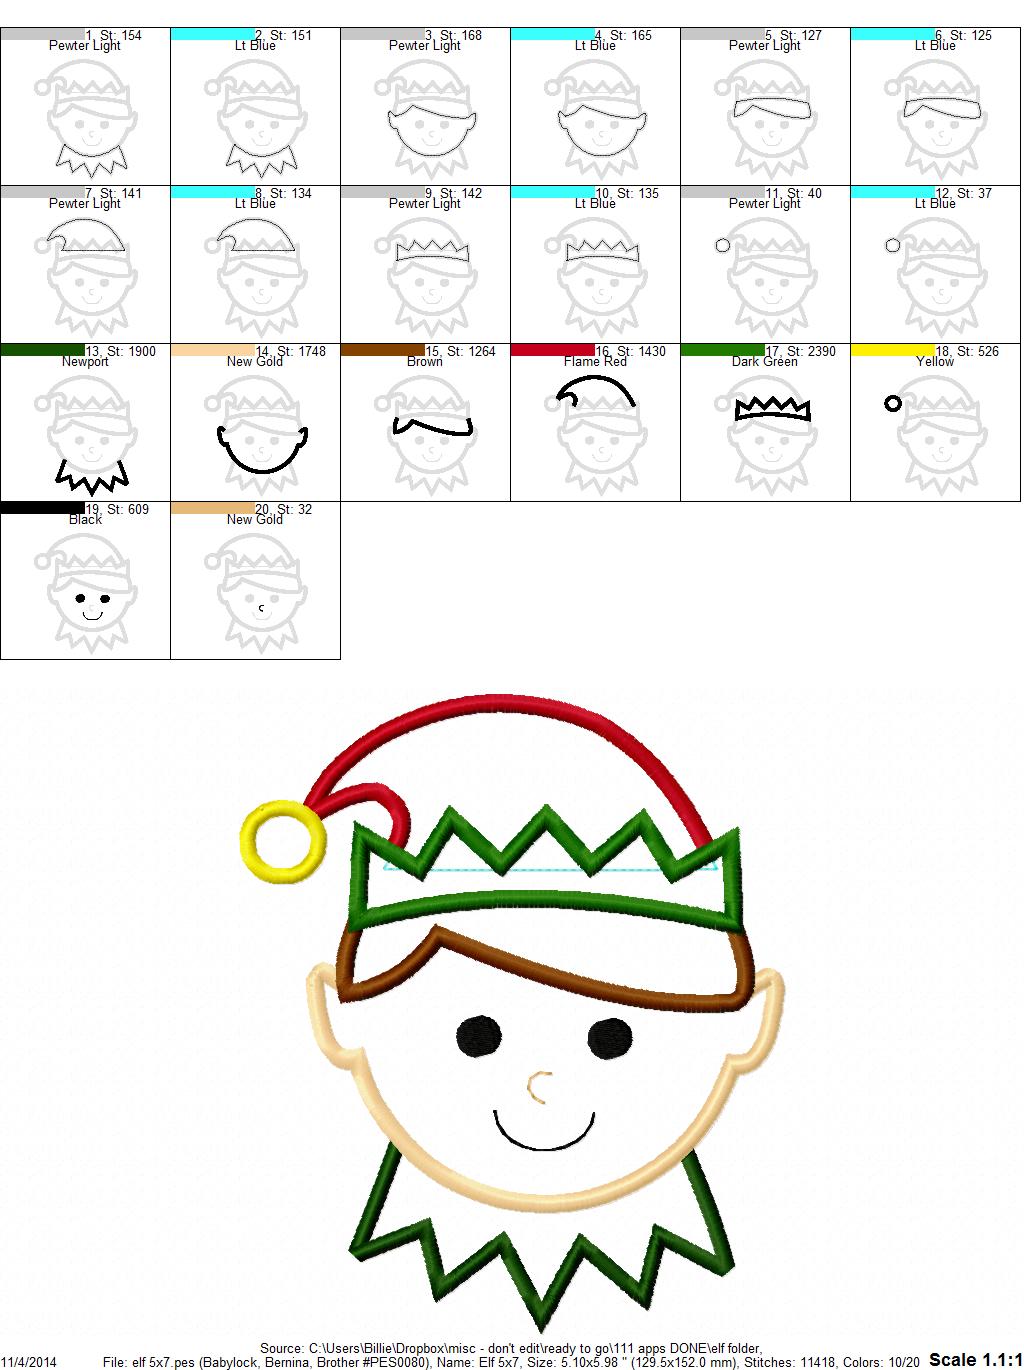 1, St: 154 2, St: 151 3, St: 168 4, St: 165 5, St: 127 6, St: 125
Pewter Light Lt Blue Pewter Light Lt Blue Pewter Light Lt Blue
7, St: 141 8, St: 134 9, St: 142 10, St: 135 11, St: 40 12, St: 37
Pewter Light Lt Blue Pewter Light Lt Blue Pewter Light Lt Blue
13, St: 1900 14, St: 1748 15, St: 1264 16, St: 1430 17, St: 2390 18, St: 526
Newport New Gold Brown Flame Red Dark Green Yellow
19, St: 609 20, St: 32
Black New Gold
Source: C:\Users\Billie\Dropbox\misc - don't edit\ready to go\111 apps DONE\elf folder,
11/4/2014 File: elf 5x7.pes (Babylock, Bernina, Brother #PES0080), Name: Elf 5x7, Size: 5.10x5.98 " (129.5x152.0 mm), Stitches: 11418, Colors: 10/20 Scale 1.1:1